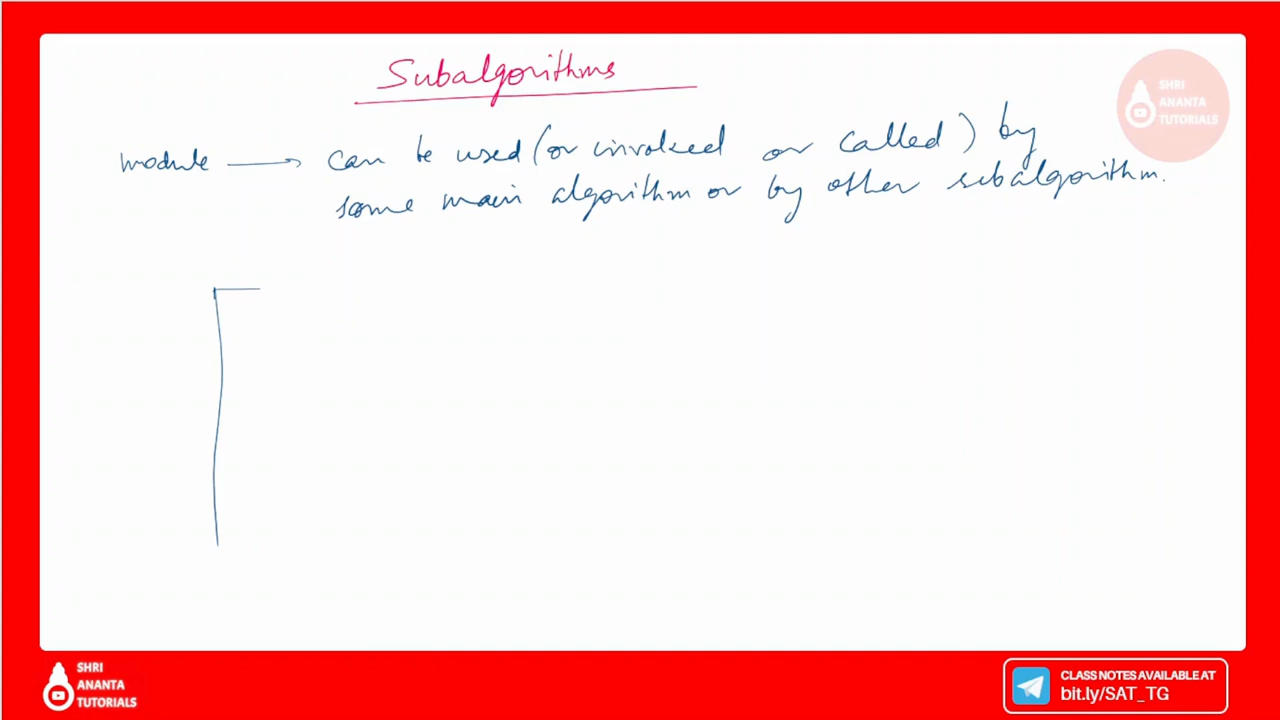 Subalgorithms
SHRI
ANANTA
TUTORIALS
module → can be used (or invoked or called) by
some main algorithm or by other subalgorithm.
SHRI
ANANTA
TUTORIALS
CLASS NOTES AVAILABLE AT
bit.ly/SAT_TG